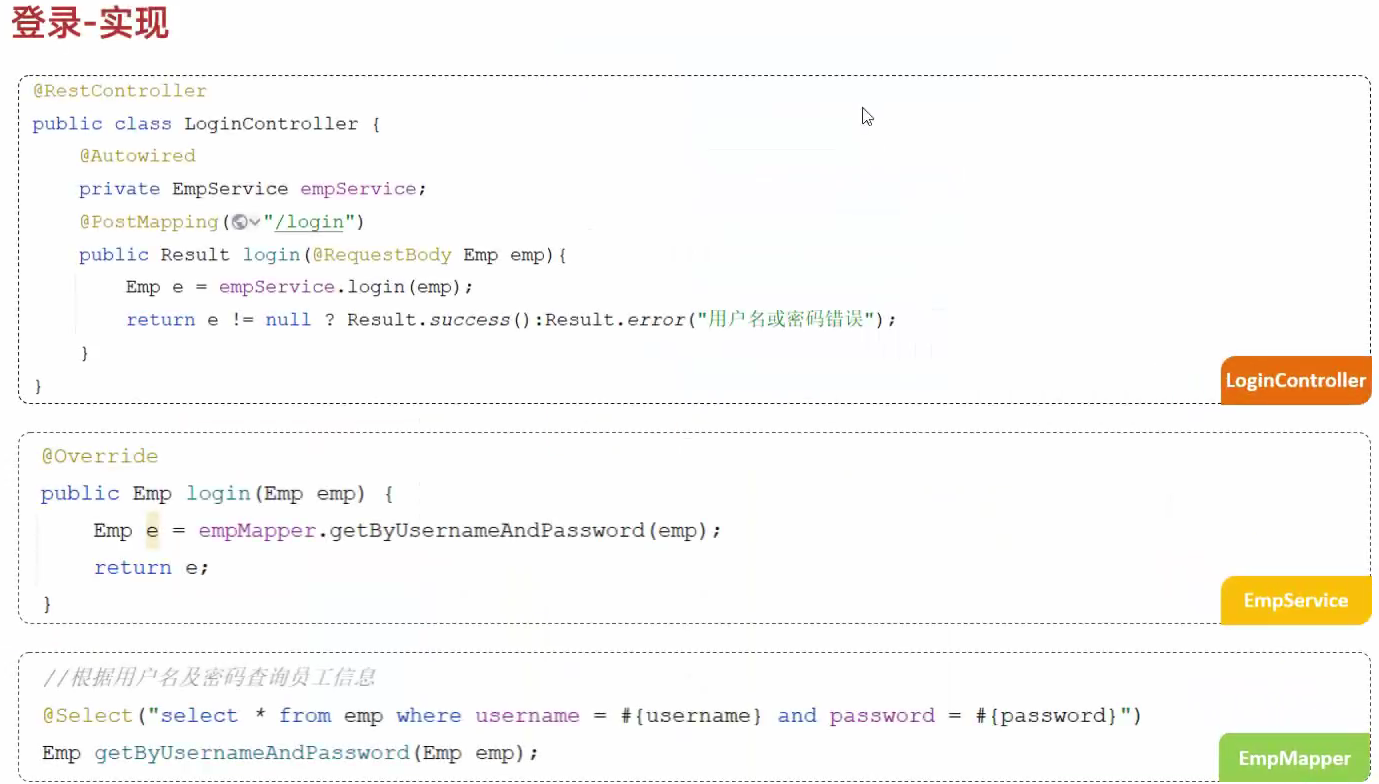 登录-实现
@RestController
public class LoginController {
@Autowired
private EmpService empService;
@PostMapping("/login")
public Result login(@RequestBody Emp emp){
Emp e = empService.login(emp);
return e != null ? Result.success():Result.error("用户名或密码错误");
}
}
LoginController
@Override
public Emp login(Emp emp) {
Emp e = empMapper.getByUsernameAndPassword(emp);
return e;
}
EmpService
//根据用户名及密码查询员工信息
@Select("select * from emp where username = #{username} and password = #{password}")
Emp getByUsernameAndPassword(Emp emp);
EmpMapper